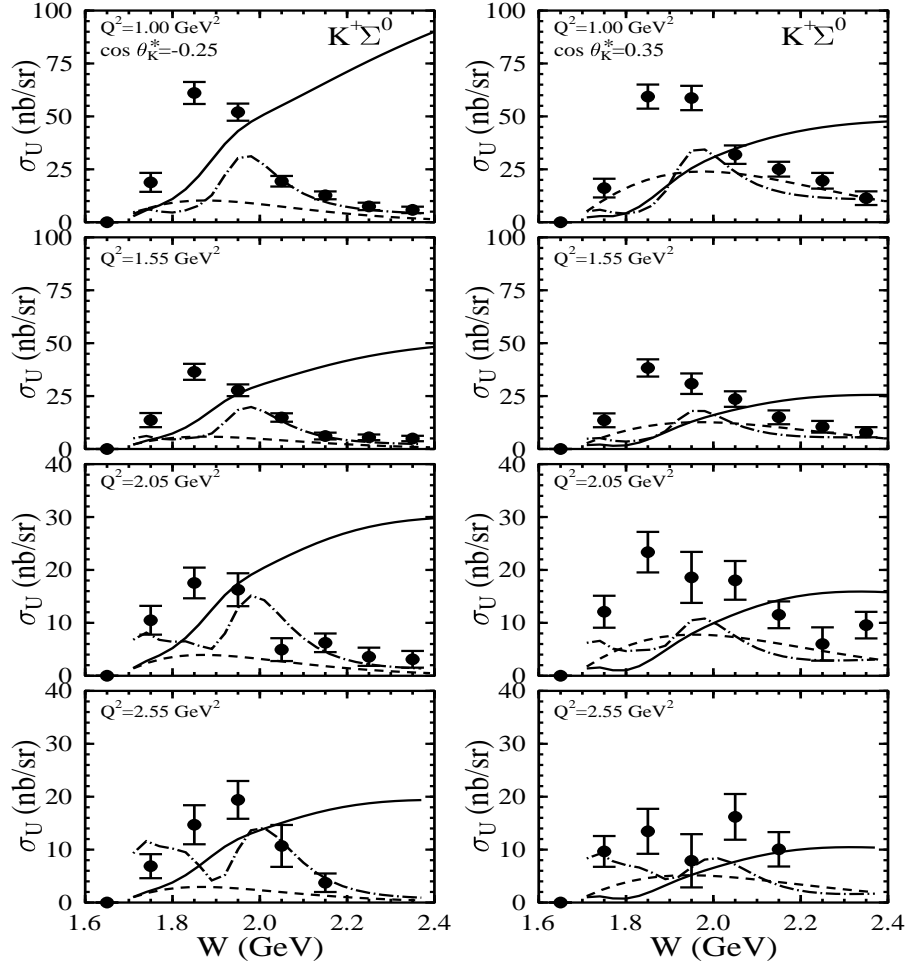 Q²=1.00 GeV² K⁺Σ⁰
cos θ*K=-0.25
σU (nb/sr)
100
75
50
25
0
Q²=1.00 GeV² K⁺Σ⁰
cos θ*K=0.35
σU (nb/sr)
100
75
50
25
0
Q²=1.55 GeV²
σU (nb/sr)
100
75
50
25
0
Q²=1.55 GeV²
σU (nb/sr)
100
75
50
25
0
Q²=2.05 GeV²
σU (nb/sr)
40
30
20
10
0
Q²=2.05 GeV²
σU (nb/sr)
40
30
20
10
0
Q²=2.55 GeV²
σU (nb/sr)
40
30
20
10
0
1.6 1.8 2.0 2.2 2.4
W (GeV)
Q²=2.55 GeV²
σU (nb/sr)
40
30
20
10
0
1.6 1.8 2.0 2.2 2.4
W (GeV)